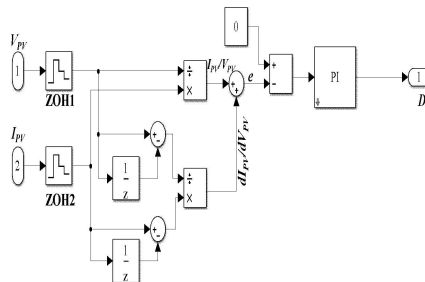 V_PV
1
ZOH1
÷
×
I_PV/V_PV
+
+
e
0
+
−
PI
1
D
I_PV
2
ZOH2
+
−
1
z
÷
×
dI_PV/dV_PV
+
−
1
z